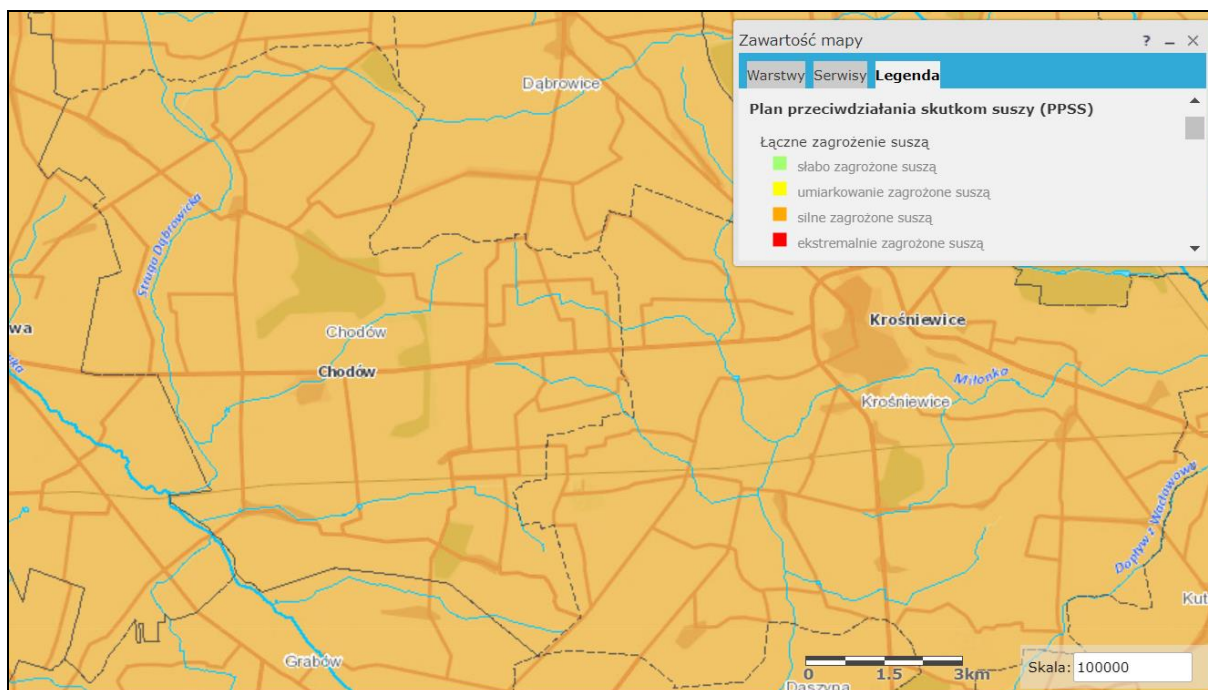 Zawartość mapy ? – ×
Warstwy Serwisy Legenda
Plan przeciwdziałania skutkom suszy (PPSS)
Łączne zagrożenie suszą
słabo zagrożone suszą
umiarkowanie zagrożone suszą
silne zagrożone suszą
ekstremalnie zagrożone suszą
Dąbrowice
Struga Dąbrowicka
wa
Chodów
Krośniewice
Chodów
Miłonka
Krośniewice
Dopływ z Wacławowa
Kut
Grabów
Daszyna
0 1.5 3km
Skala: 100000